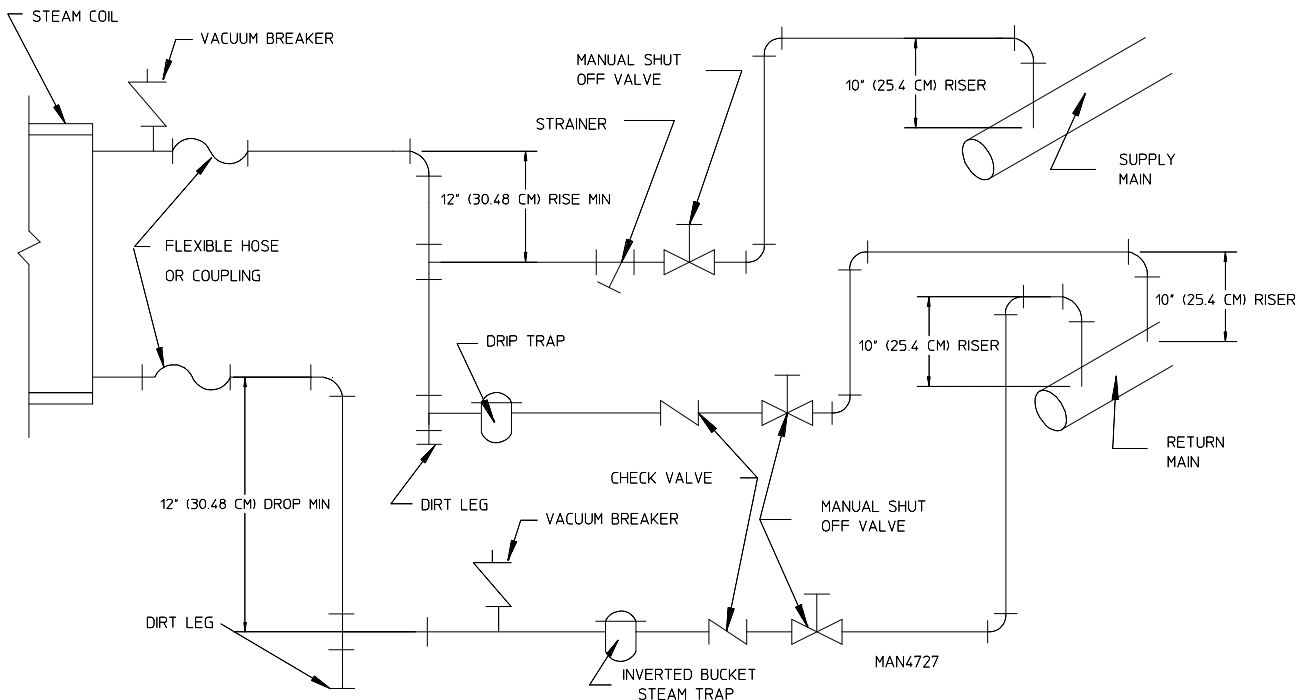 STEAM COIL
VACUUM BREAKER
MANUAL SHUT
OFF VALVE
10" (25.4 CM) RISER
STRAINER
SUPPLY
MAIN
12" (30.48 CM) RISE MIN
FLEXIBLE HOSE
OR COUPLING
10" (25.4 CM) RISER
DRIP TRAP
10" (25.4 CM) RISER
RETURN
MAIN
CHECK VALVE
12" (30.48 CM) DROP MIN
DIRT LEG
MANUAL SHUT
OFF VALVE
VACUUM BREAKER
DIRT LEG
MAN4727
INVERTED BUCKET
STEAM TRAP